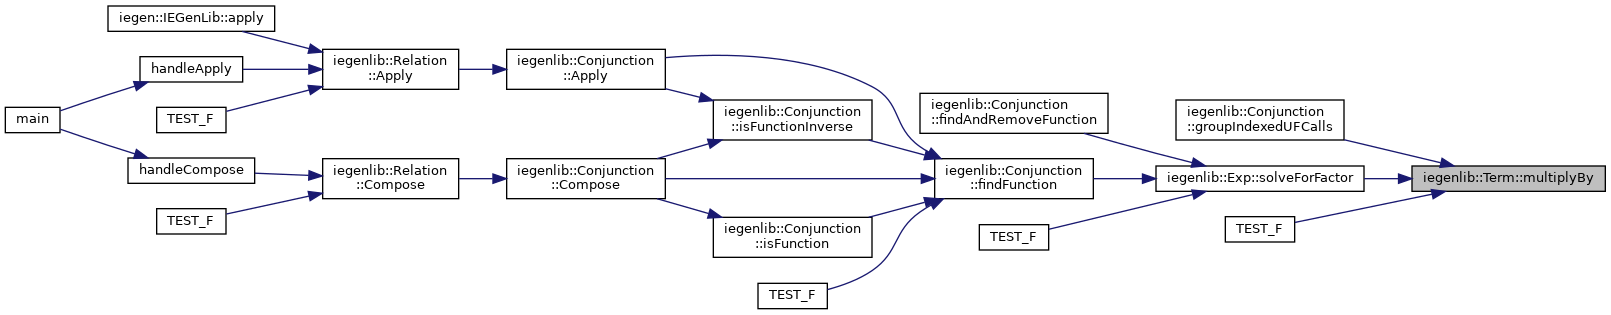 iegen::IEGenLib::apply
handleApply
main
TEST_F
handleCompose
TEST_F
iegenlib::Relation
::Apply
iegenlib::Relation
::Compose
iegenlib::Conjunction
::Apply
iegenlib::Conjunction
::Compose
iegenlib::Conjunction
::isFunctionInverse
iegenlib::Conjunction
::isFunction
TEST_F
iegenlib::Conjunction
::findAndRemoveFunction
iegenlib::Conjunction
::findFunction
TEST_F
iegenlib::Conjunction
::groupIndexedUFCalls
iegenlib::Exp::solveForFactor
TEST_F
iegenlib::Term::multiplyBy